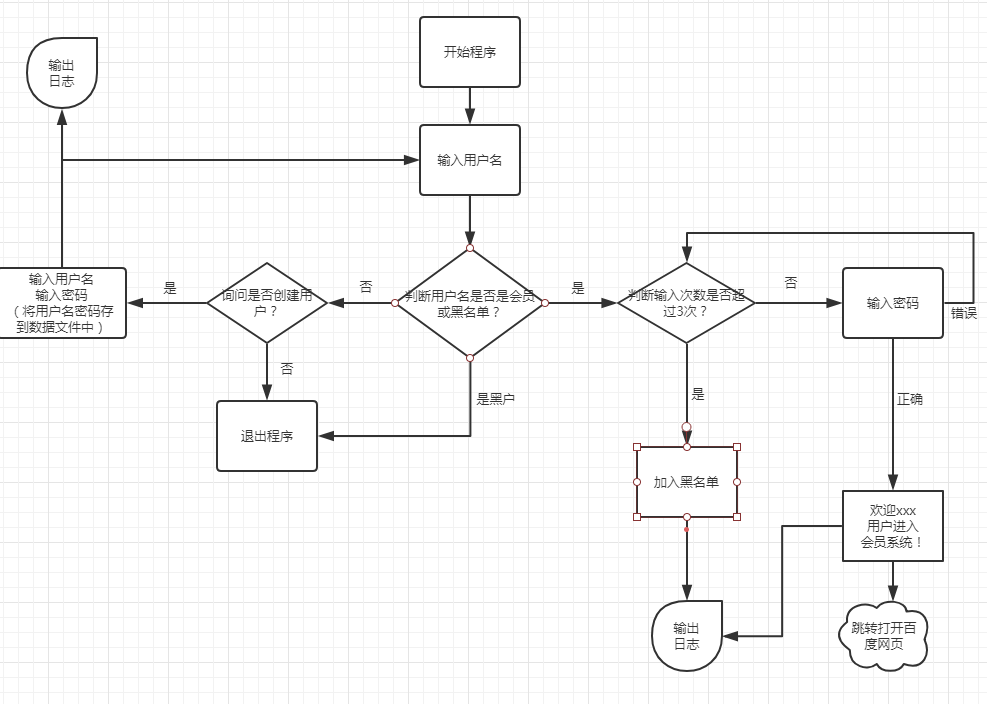 开始程序
输出
日志
输入用户名
输入用户名
输入密码
（将用户名密码存
到数据文件中）
是
询问是否创建用
户？
否
判断用户名是否是会员
或黑名单？
是
判断输入次数是否超
过3次？
否
输入密码
错误
否
退出程序
是黑户
是
正确
加入黑名单
欢迎xxx
用户进入
会员系统！
输出
日志
跳转打开百
度网页